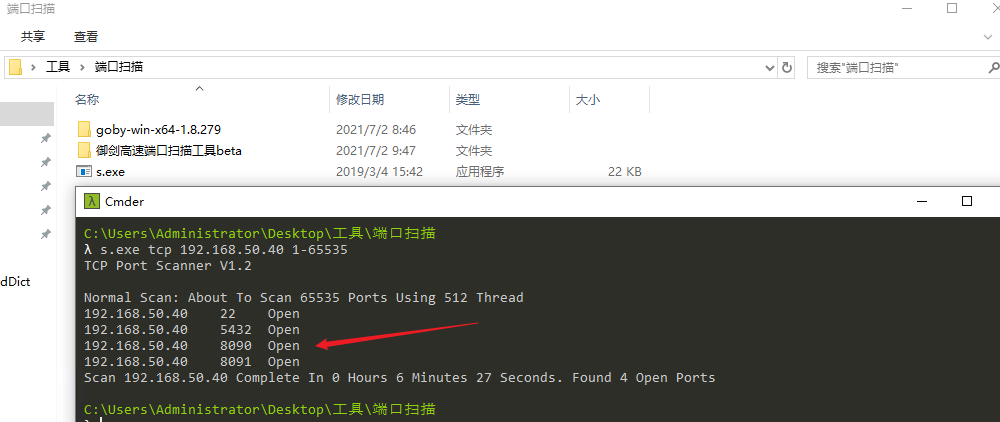 端口扫描
共享 查看
工具 端口扫描 搜索"端口扫描"
名称 修改日期 类型 大小
goby-win-x64-1.8.279 2021/7/2 8:46 文件夹
御剑高速端口扫描工具beta 2021/7/2 9:47 文件夹
s.exe 2019/3/4 15:42 应用程序 22 KB
Cmder
C:\Users\Administrator\Desktop\工具\端口扫描
λ s.exe tcp 192.168.50.40 1-65535
TCP Port Scanner V1.2
dDict
Normal Scan: About To Scan 65535 Ports Using 512 Thread
192.168.50.40 22 Open
192.168.50.40 5432 Open
192.168.50.40 8090 Open
192.168.50.40 8091 Open
Scan 192.168.50.40 Complete In 0 Hours 6 Minutes 27 Seconds. Found 4 Open Ports
C:\Users\Administrator\Desktop\工具\端口扫描